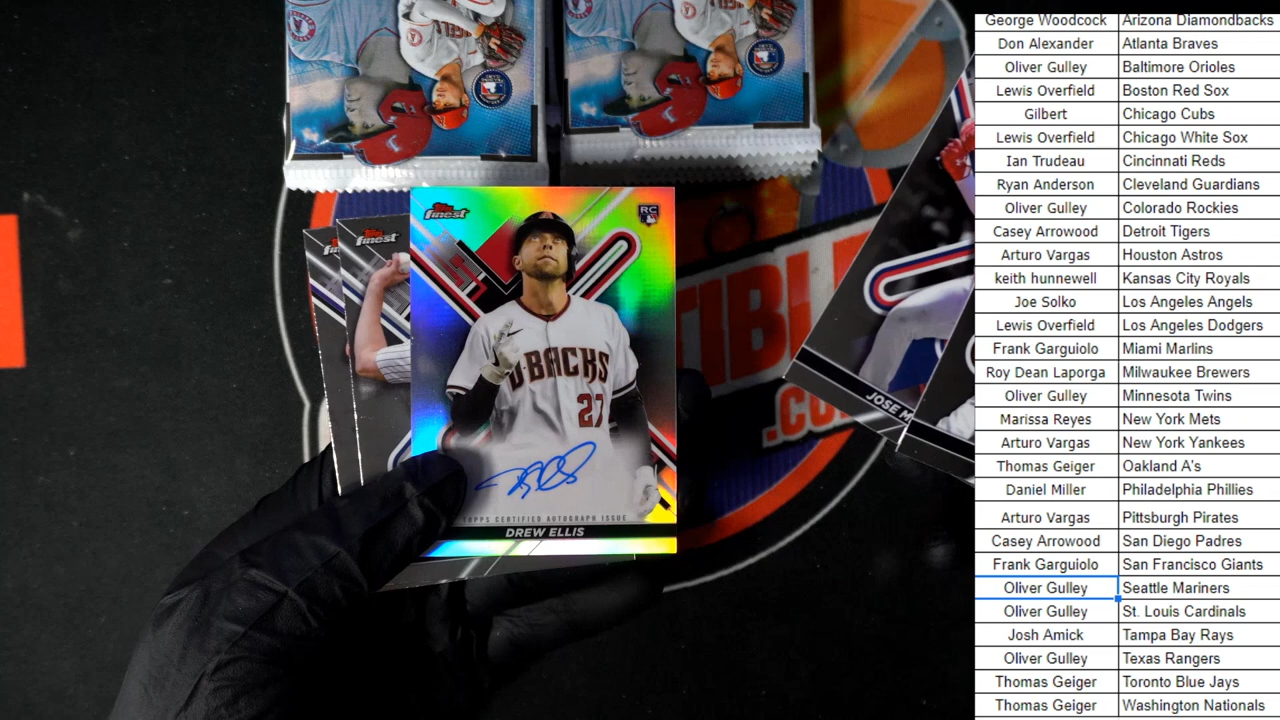 Topps
finest
RC
Topps
finest
finest
D·BACKS
27
TOPPS CERTIFIED AUTOGRAPH ISSUE
DREW ELLIS
TIBL
.CO
JOSE M
George Woodcock Arizona Diamondbacks
Don Alexander Atlanta Braves
Oliver Gulley Baltimore Orioles
Lewis Overfield Boston Red Sox
Gilbert Chicago Cubs
Lewis Overfield Chicago White Sox
Ian Trudeau Cincinnati Reds
Ryan Anderson Cleveland Guardians
Oliver Gulley Colorado Rockies
Casey Arrowood Detroit Tigers
Arturo Vargas Houston Astros
keith hunnewell Kansas City Royals
Joe Solko Los Angeles Angels
Lewis Overfield Los Angeles Dodgers
Frank Garguiolo Miami Marlins
Roy Dean Laporga Milwaukee Brewers
Oliver Gulley Minnesota Twins
Marissa Reyes New York Mets
Arturo Vargas New York Yankees
Thomas Geiger Oakland A's
Daniel Miller Philadelphia Phillies
Arturo Vargas Pittsburgh Pirates
Casey Arrowood San Diego Padres
Frank Garguiolo San Francisco Giants
Oliver Gulley Seattle Mariners
Oliver Gulley St. Louis Cardinals
Josh Amick Tampa Bay Rays
Oliver Gulley Texas Rangers
Thomas Geiger Toronto Blue Jays
Thomas Geiger Washington Nationals